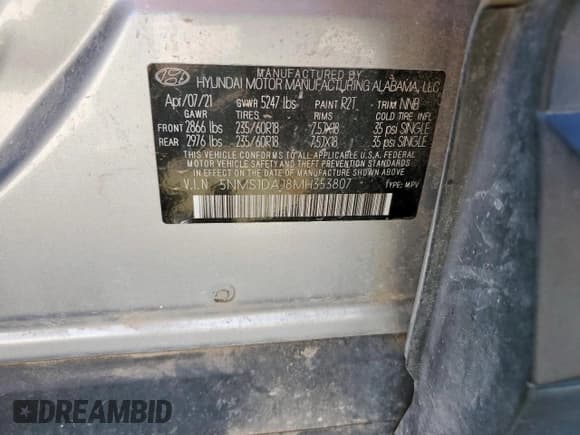 MANUFACTURED BY
HYUNDAI MOTOR MANUFACTURING ALABAMA, LLC
Apr/07/21 GVWR 5247 lbs PAINT R2T TRIM NNB
GAWR TIRES RIMS COLD TIRE INFL
FRONT 2866 lbs 235/60R18 7.5JX18 35 psi SINGLE
REAR 2976 lbs 235/60R18 7.5JX18 35 psi SINGLE
THIS VEHICLE CONFORMS TO ALL APPLICABLE U.S.A. FEDERAL
MOTOR VEHICLE SAFETY, BUMPER, AND THEFT PREVENTION
STANDARDS IN EFFECT ON THE DATE OF MANUFACTURE
SHOWN ABOVE
V.I.N 5NMS1DAJ8MH353807 TYPE: MPV
DREAMBID